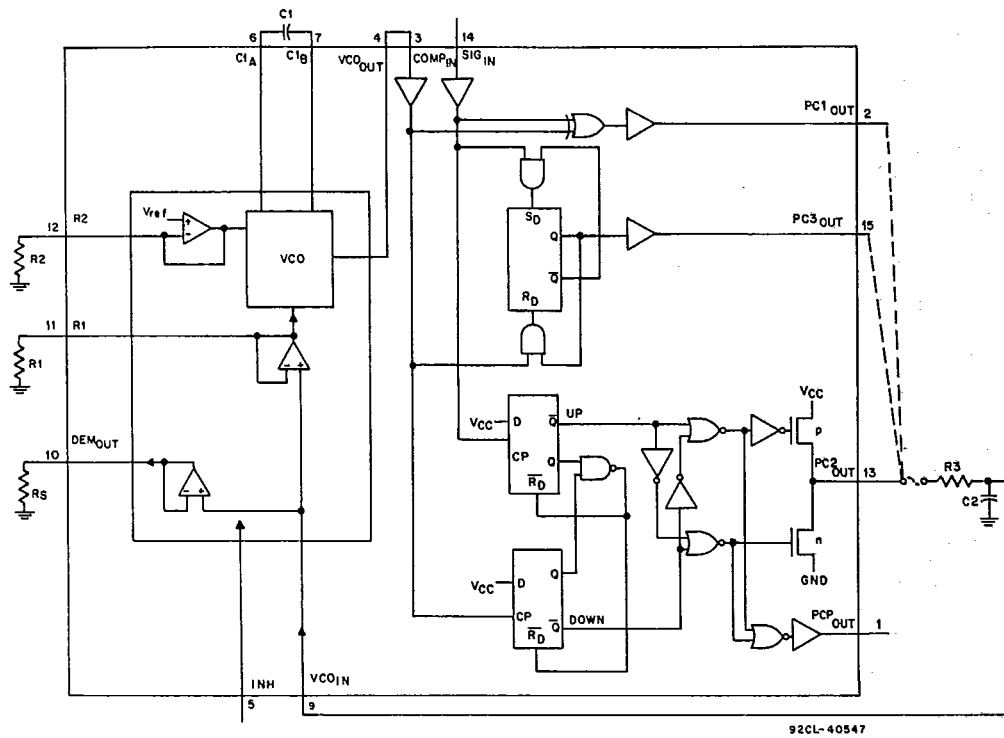 C1
6 7 4 3 14
C1A C1B VCOOUT COMPIN SIGIN
PC1OUT 2
Vref
12 R2
R2
VCO
SD
Q
Q̅
RD
PC3OUT 15
11 R1
R1
VCC D Q̅ UP
CP Q
R̅D̅
VCC
p
DEMOUT
10
RS
PC2OUT 13
R3
C2
n
GND
VCC D Q
CP Q̅ DOWN
R̅D̅
PCPOUT 1
INH VCOIN
5 9
92CL-40547